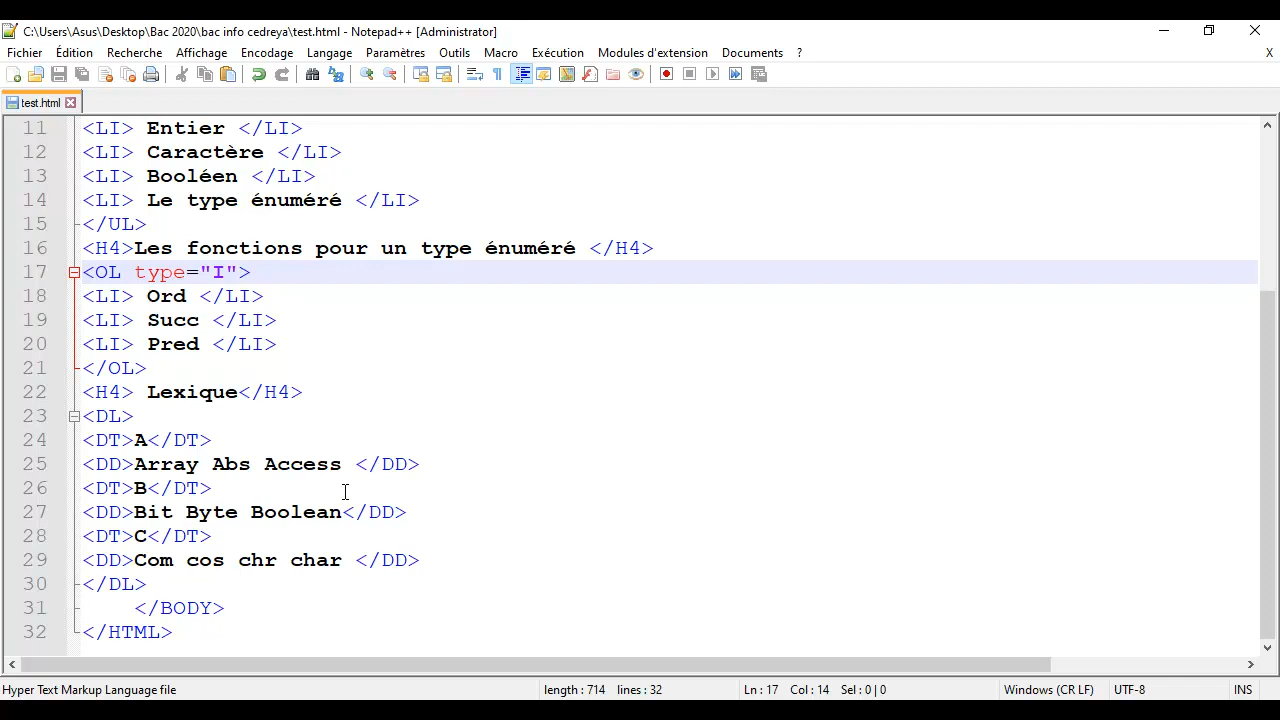 C:\Users\Asus\Desktop\Bac 2020\bac info cedreya\test.html - Notepad++ [Administrator]
Fichier Édition Recherche Affichage Encodage Langage Paramètres Outils Macro Exécution Modules d'extension Documents ? X
test.html
11 <LI> Entier </LI>
12 <LI> Caractère </LI>
13 <LI> Booléen </LI>
14 <LI> Le type énuméré </LI>
15 </UL>
16 <H4>Les fonctions pour un type énuméré </H4>
17 <OL type="I">
18 <LI> Ord </LI>
19 <LI> Succ </LI>
20 <LI> Pred </LI>
21 </OL>
22 <H4> Lexique</H4>
23 <DL>
24 <DT>A</DT>
25 <DD>Array Abs Access </DD>
26 <DT>B</DT>
27 <DD>Bit Byte Boolean</DD>
28 <DT>C</DT>
29 <DD>Com cos chr char </DD>
30 </DL>
31 </BODY>
32 </HTML>
Hyper Text Markup Language file length : 714 lines : 32 Ln : 17 Col : 14 Sel : 0 | 0 Windows (CR LF) UTF-8 INS